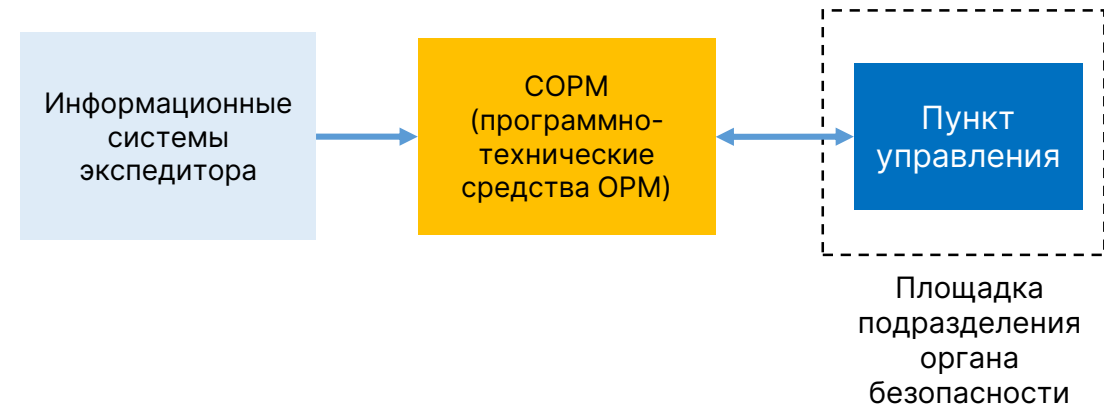 Информационные
системы
экспедитора
СОРМ
(программно-
технические
средства ОРМ)
Пункт
управления
Площадка
подразделения
органа
безопасности